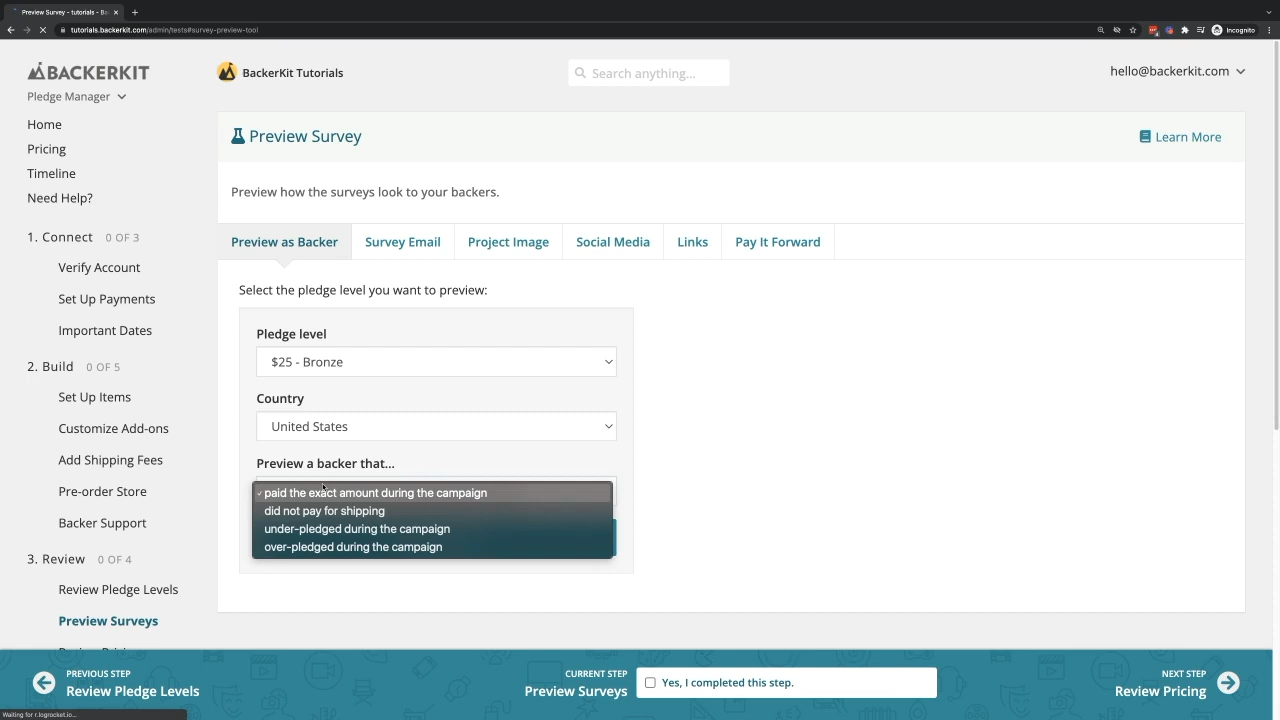 Preview Survey - tutorials - Ba
tutorials.backerkit.com/admin/tests#survey-preview-tool
Incognito
BACKERKIT
Pledge Manager
BackerKit Tutorials
Search anything...
hello@backerkit.com
Home
Pricing
Timeline
Need Help?
1. Connect 0 OF 3
Verify Account
Set Up Payments
Important Dates
2. Build 0 OF 5
Set Up Items
Customize Add-ons
Add Shipping Fees
Pre-order Store
Backer Support
3. Review 0 OF 4
Review Pledge Levels
Preview Surveys
Preview Survey
Learn More
Preview how the surveys look to your backers.
Preview as Backer
Survey Email
Project Image
Social Media
Links
Pay It Forward
Select the pledge level you want to preview:
Pledge level
$25 - Bronze
Country
United States
Preview a backer that...
paid the exact amount during the campaign
did not pay for shipping
under-pledged during the campaign
over-pledged during the campaign
PREVIOUS STEP
Review Pledge Levels
CURRENT STEP
Preview Surveys
Yes, I completed this step.
NEXT STEP
Review Pricing
Waiting for r.logrocket.io...